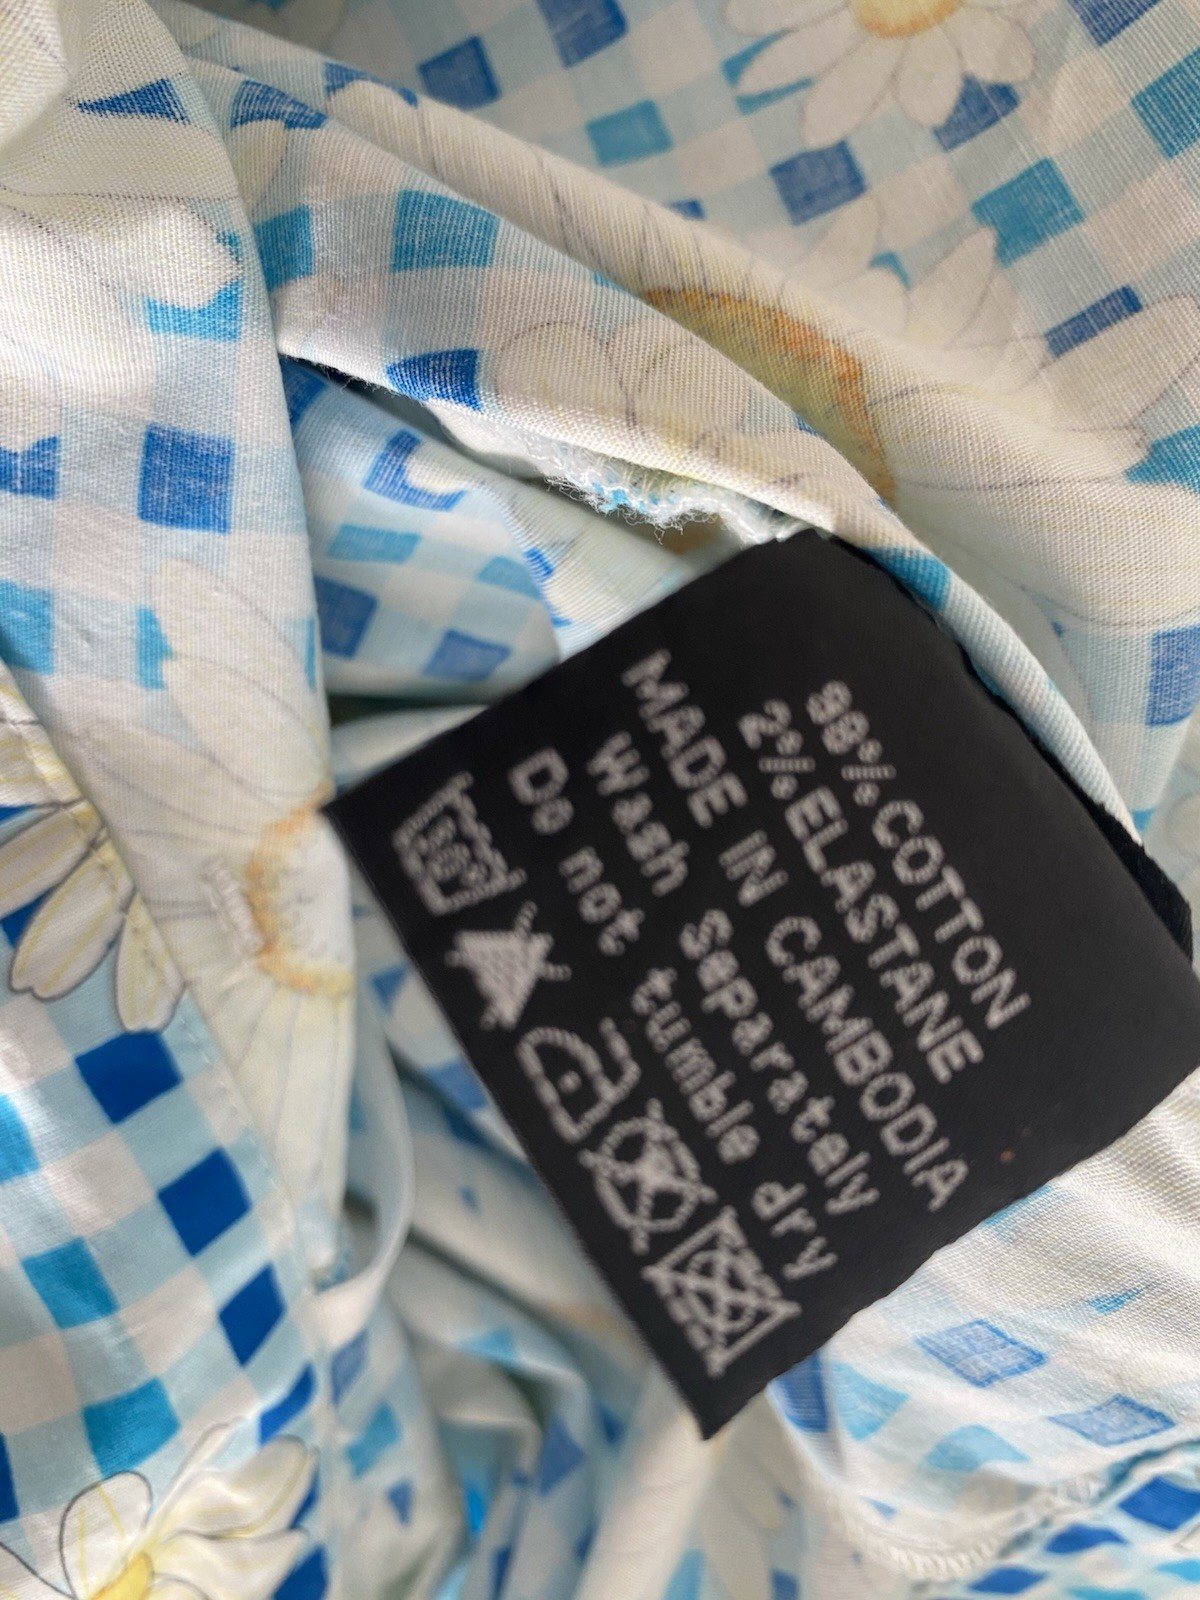 98% COTTON
2% ELASTANE
MADE IN CAMBODIA
Wash separately
Do not tumble dry